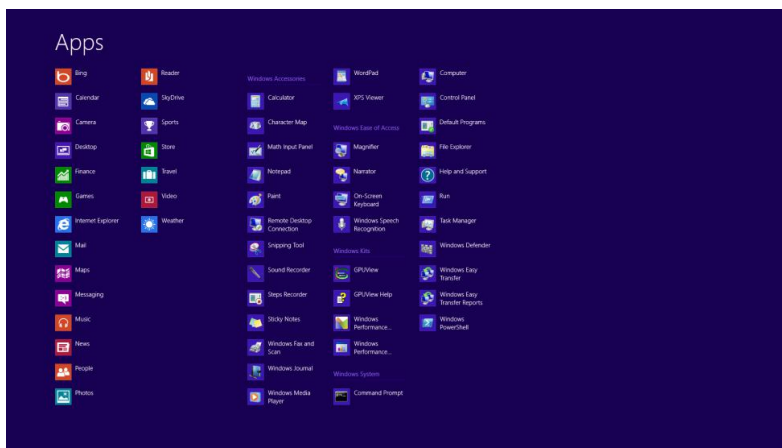 Apps
Bing
Calendar
Camera
Desktop
Finance
Games
Internet Explorer
Mail
Maps
Messaging
Music
News
People
Photos
Reader
SkyDrive
Sports
Store
Travel
Video
Weather
Windows Accessories
Calculator
Character Map
Math Input Panel
Notepad
Paint
Remote Desktop
Connection
Snipping Tool
Sound Recorder
Steps Recorder
Sticky Notes
Windows Fax and
Scan
Windows Journal
Windows Media
Player
WordPad
XPS Viewer
Windows Ease of Access
Magnifier
Narrator
On-Screen
Keyboard
Windows Speech
Recognition
Windows Kits
GPUView
GPUView Help
Windows
Performance...
Windows
Performance...
Windows System
Command Prompt
Computer
Control Panel
Default Programs
File Explorer
Help and Support
Run
Task Manager
Windows Defender
Windows Easy
Transfer
Windows Easy
Transfer Reports
Windows
PowerShell